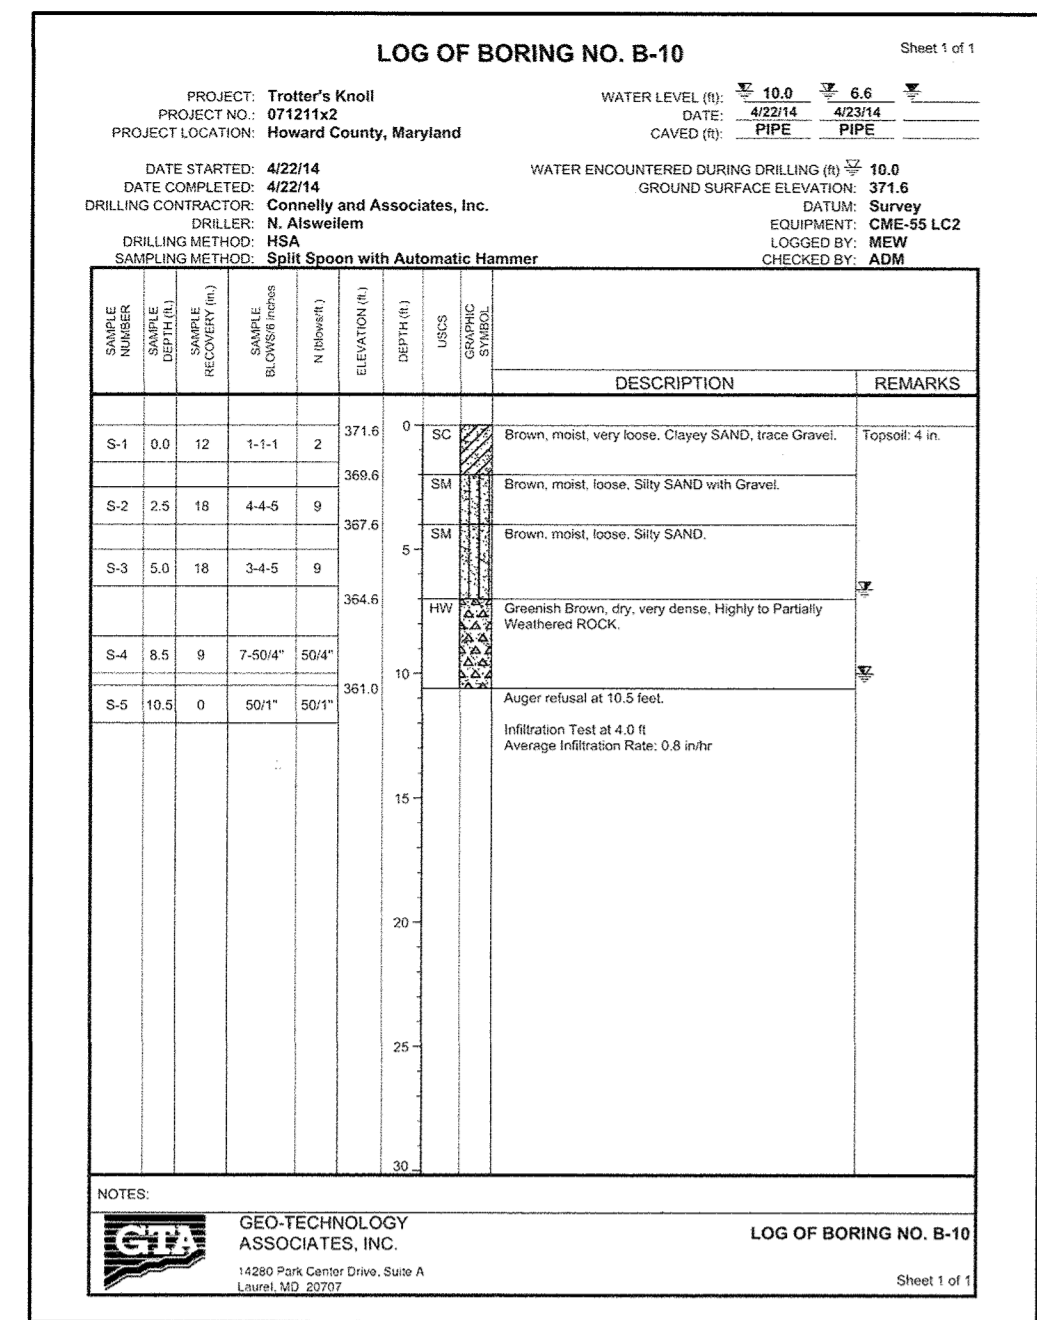 LOG OF BORING NO. B-10
Sheet 1 of 1
PROJECT: Trotter's Knoll
PROJECT NO.: 071211x2
PROJECT LOCATION: Howard County, Maryland
WATER LEVEL (ft): 10.0 6.6
DATE: 4/22/14 4/23/14
CAVED (ft): PIPE PIPE
DATE STARTED: 4/22/14
DATE COMPLETED: 4/22/14
DRILLING CONTRACTOR: Connelly and Associates, Inc.
DRILLER: N. Alsweilem
DRILLING METHOD: HSA
SAMPLING METHOD: Split Spoon with Automatic Hammer
WATER ENCOUNTERED DURING DRILLING (ft) 10.0
GROUND SURFACE ELEVATION: 371.6
DATUM: Survey
EQUIPMENT: CME-55 LC2
LOGGED BY: MEW
CHECKED BY: ADM
SAMPLE NUMBER
SAMPLE DEPTH (ft.)
SAMPLE RECOVERY (in.)
SAMPLE BLOWS/6 inches
N (blows/ft.)
ELEVATION (ft.)
DEPTH (ft.)
USCS
GRAPHIC SYMBOL
DESCRIPTION
REMARKS
371.6 0
S-1 0.0 12 1-1-1 2 SC Brown, moist, very loose, Clayey SAND, trace Gravel. Topsoil: 4 in.
369.6
SM Brown, moist, loose, Silty SAND with Gravel.
S-2 2.5 18 4-4-5 9
367.6
SM Brown, moist, loose, Silty SAND.
5
S-3 5.0 18 3-4-5 9
364.6
HW Greenish Brown, dry, very dense, Highly to Partially
Weathered ROCK.
S-4 8.5 9 7-50/4" 50/4"
10
361.0
S-5 10.5 0 50/1" 50/1" Auger refusal at 10.5 feet.
Infiltration Test at 4.0 ft
Average Infiltration Rate: 0.8 in/hr
15
20
25
30
NOTES:
GTA
GEO-TECHNOLOGY
ASSOCIATES, INC.
14280 Park Center Drive, Suite A
Laurel, MD 20707
LOG OF BORING NO. B-10
Sheet 1 of 1